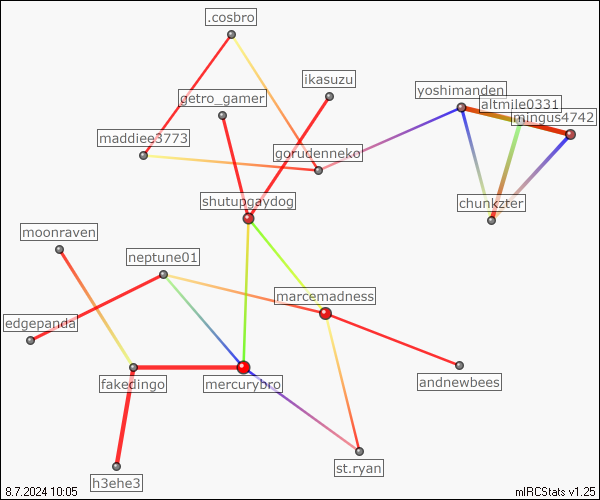 .cosbro
ikasuzu
getro_gamer
yoshimanden
altmile0331
mingus4742
maddiee3773
gorudenneko
shutupgaydog
chunkzter
moonraven
neptune01
marcemadness
edgepanda
fakedingo
mercurybro
andnewbees
st.ryan
h3ehe3
8.7.2024 10:05
mIRCStats v1.25